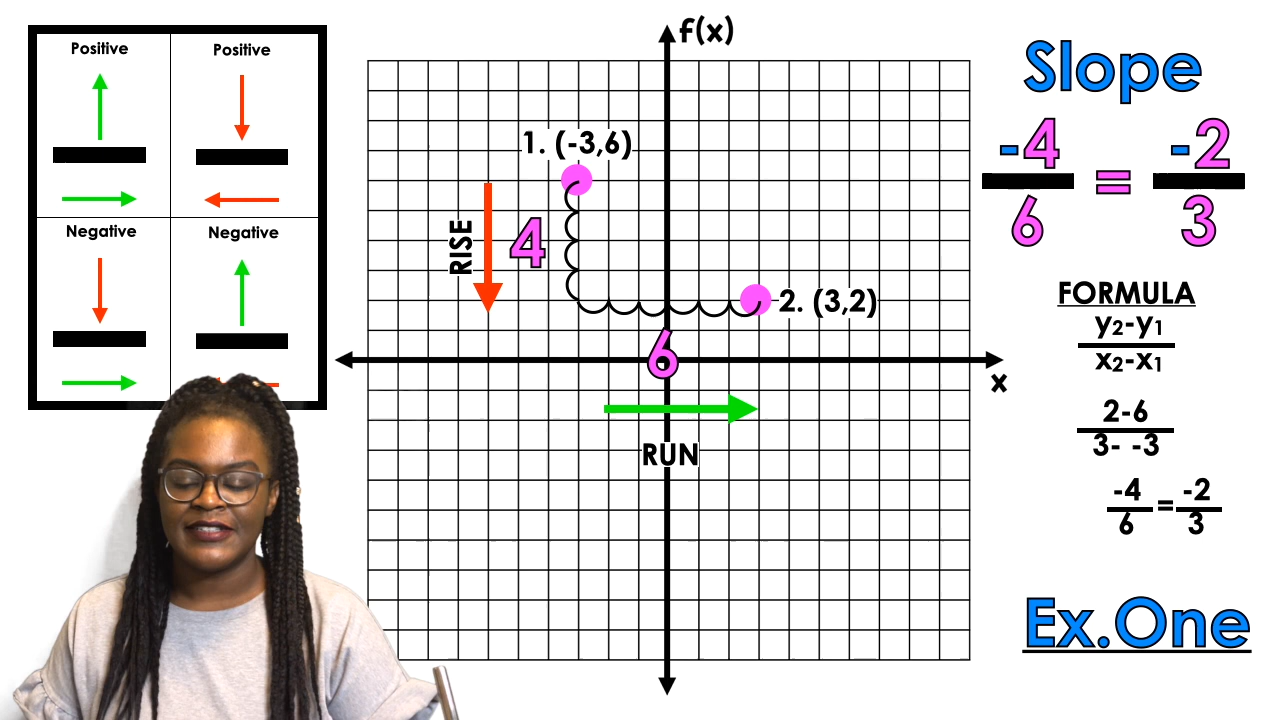 Positive
Positive
Negative
Negative
f(x)
1. (-3,6)
RISE
4
2. (3,2)
6
x
RUN
Slope
-4
6
=
-2
3
FORMULA
y₂-y₁
x₂-x₁
2-6
3- -3
-4
6
=
-2
3
Ex.One